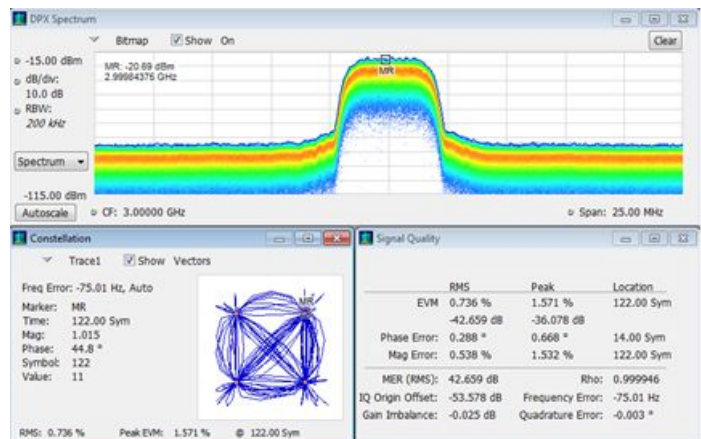 DPX Spectrum
Bitmap Show On Clear
-15.00 dBm
MR: -20.69 dBm
2.99984376 GHz
dB/div:
10.0 dB
RBW:
200 kHz
MR
Spectrum
-115.00 dBm
Autoscale CF: 3.00000 GHz Span: 25.00 MHz
Constellation
Trace1 Show Vectors
Freq Error: -75.01 Hz, Auto
Marker: MR
Time: 122.00 Sym
Mag: 1.015
Phase: 44.8 °
Symbol: 122
Value: 11
MR
RMS: 0.736 % Peak EVM: 1.571 % @ 122.00 Sym
Signal Quality
RMS Peak Location
EVM 0.736 % 1.571 % 122.00 Sym
-42.659 dB -36.078 dB
Phase Error: 0.288 ° 0.668 ° 14.00 Sym
Mag Error: 0.538 % 1.532 % 122.00 Sym
MER (RMS): 42.659 dB Rho: 0.999946
IQ Origin Offset: -53.578 dB Frequency Error: -75.01 Hz
Gain Imbalance: -0.025 dB Quadrature Error: -0.003 °